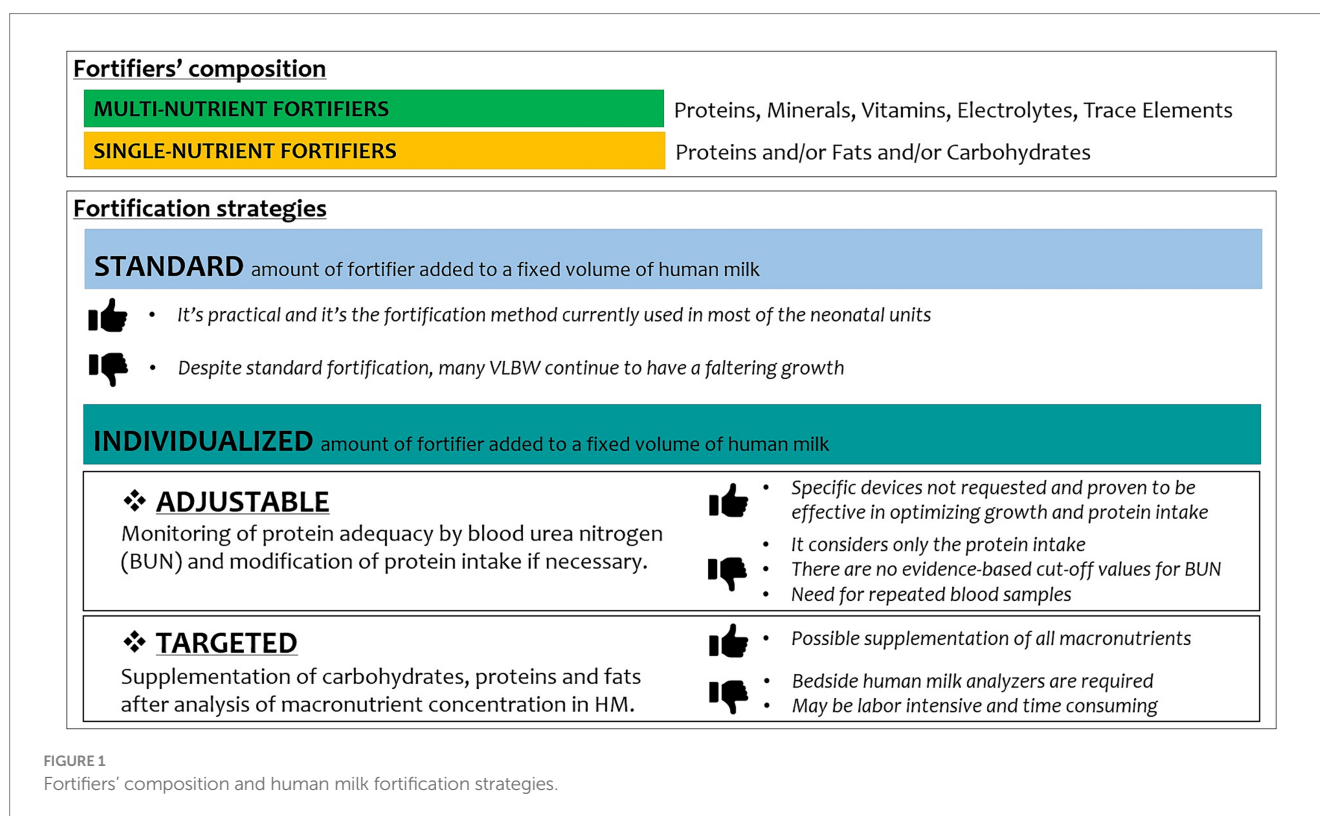 Fortifiers’ composition
MULTI-NUTRIENT FORTIFIERS
Proteins, Minerals, Vitamins, Electrolytes, Trace Elements
SINGLE-NUTRIENT FORTIFIERS
Proteins and/or Fats and/or Carbohydrates
Fortification strategies
STANDARD amount of fortifier added to a fixed volume of human milk
• It’s practical and it’s the fortification method currently used in most of the neonatal units
• Despite standard fortification, many VLBW continue to have a faltering growth
INDIVIDUALIZED amount of fortifier added to a fixed volume of human milk
❖ ADJUSTABLE
Monitoring of protein adequacy by blood urea nitrogen
(BUN) and modification of protein intake if necessary.
• Specific devices not requested and proven to be
effective in optimizing growth and protein intake
• It considers only the protein intake
• There are no evidence-based cut-off values for BUN
• Need for repeated blood samples
❖ TARGETED
Supplementation of carbohydrates, proteins and fats
after analysis of macronutrient concentration in HM.
• Possible supplementation of all macronutrients
• Bedside human milk analyzers are required
• May be labor intensive and time consuming
FIGURE 1
Fortifiers’ composition and human milk fortification strategies.